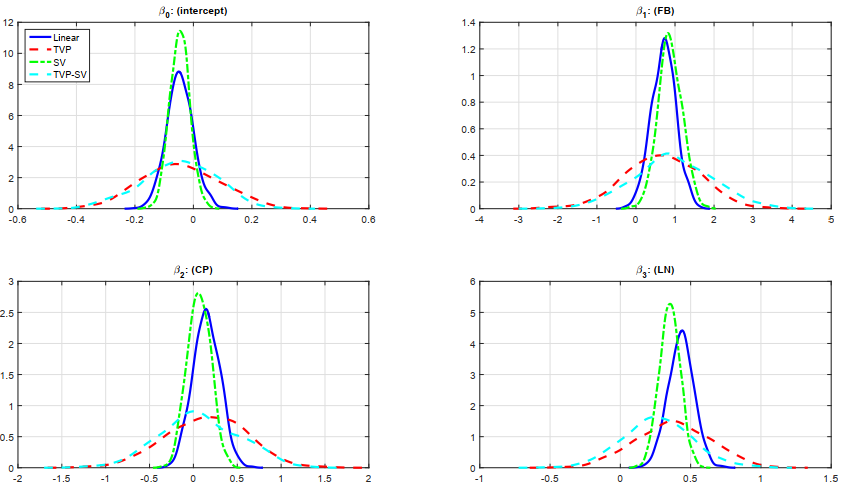 β0: (intercept)
12
10
8
6
4
2
0
-0.6 -0.4 -0.2 0 0.2 0.4 0.6
Linear
TVP
SV
TVP-SV
β1: (FB)
1.4
1.2
1
0.8
0.6
0.4
0.2
0
-4 -3 -2 -1 0 1 2 3 4 5
β2: (CP)
3
2.5
2
1.5
1
0.5
0
-2 -1.5 -1 -0.5 0 0.5 1 1.5 2
β3: (LN)
6
5
4
3
2
1
0
-1 -0.5 0 0.5 1 1.5